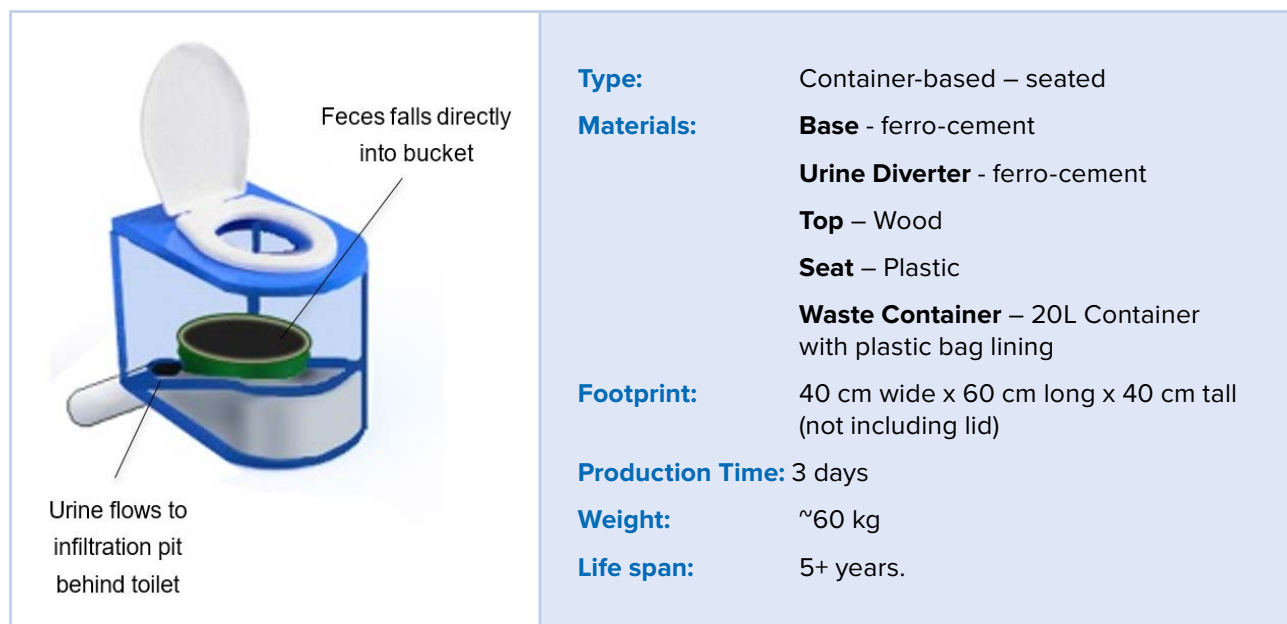 Feces falls directly
into bucket
Urine flows to
infiltration pit
behind toilet
Type: Container-based – seated
Materials: Base - ferro-cement
Urine Diverter - ferro-cement
Top – Wood
Seat – Plastic
Waste Container – 20L Container
with plastic bag lining
Footprint: 40 cm wide x 60 cm long x 40 cm tall
(not including lid)
Production Time: 3 days
Weight: ~60 kg
Life span: 5+ years.